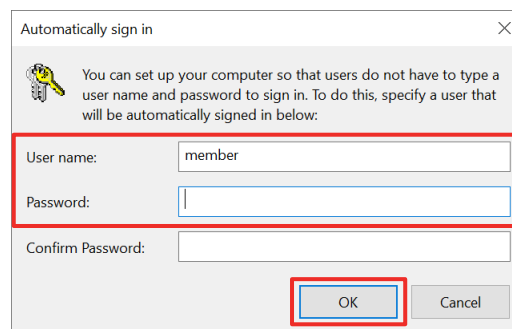 Automatically sign in
You can set up your computer so that users do not have to type a
user name and password to sign in. To do this, specify a user that
will be automatically signed in below:
User name: member
Password:
Confirm Password:
OK Cancel